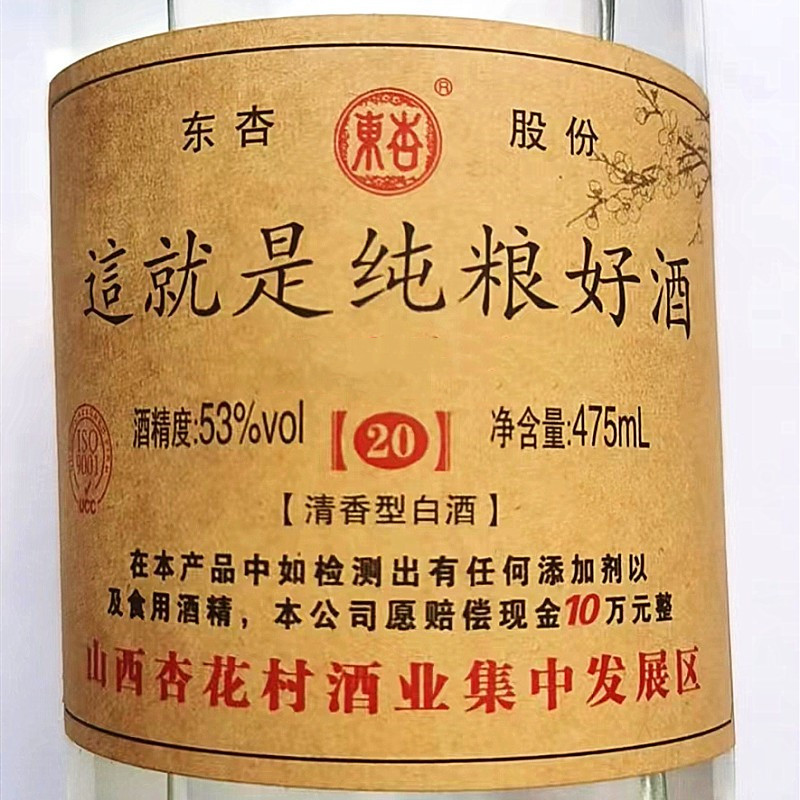 东杏 東杏® 股份
這就是纯粮好酒
酒精度:53%vol 【20】 净含量:475mL
ISO
9001
UCC
【清香型白酒】
在本产品中如检测出有任何添加剂以
及食用酒精，本公司愿赔偿现金10万元整
山西杏花村酒业集中发展区